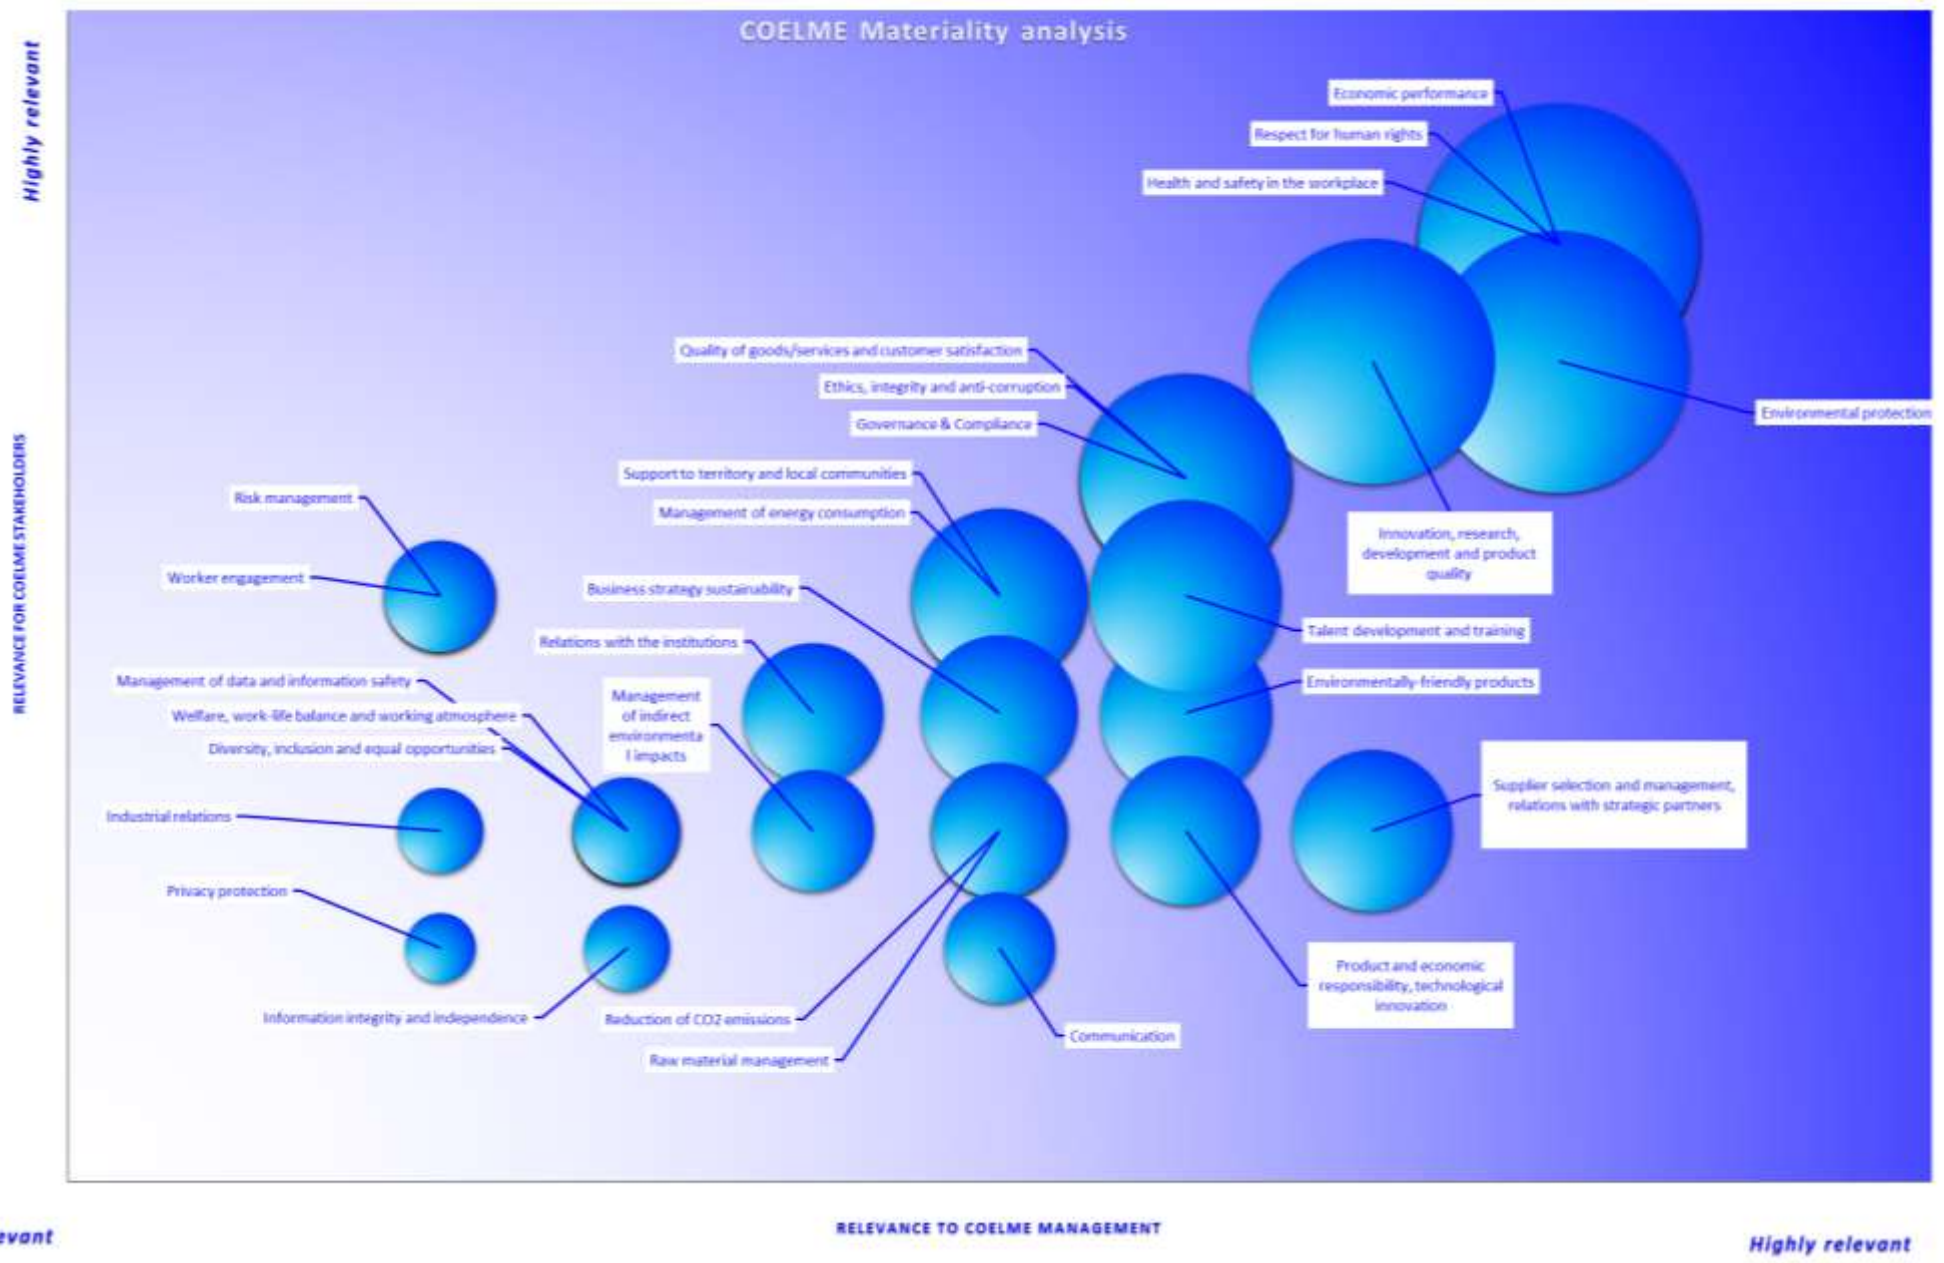 COELME Materiality analysis
Highly relevant
Economic performance
Respect for human rights
Health and safety in the workplace
Quality of goods/services and customer satisfaction
Ethics, integrity and anti-corruption
Environmental protection
Governance & Compliance
Support to territory and local communities
Risk management
Management of energy consumption
Innovation, research,
development and product
quality
Worker engagement
Business strategy sustainability
Talent development and training
Relations with the institutions
Management of data and information safety
Environmentally-friendly products
Management
of indirect
environmenta
l impacts
Welfare, work-life balance and working atmosphere
Diversity, inclusion and equal opportunities
Supplier selection and management,
relations with strategic partners
Industrial relations
Privacy protection
Product and economic
responsibility, technological
innovation
Information integrity and independence
Reduction of CO2 emissions
Communication
Raw material management
RELEVANCE FOR COELME STAKEHOLDERS
RELEVANCE TO COELME MANAGEMENT
evant
Highly relevant